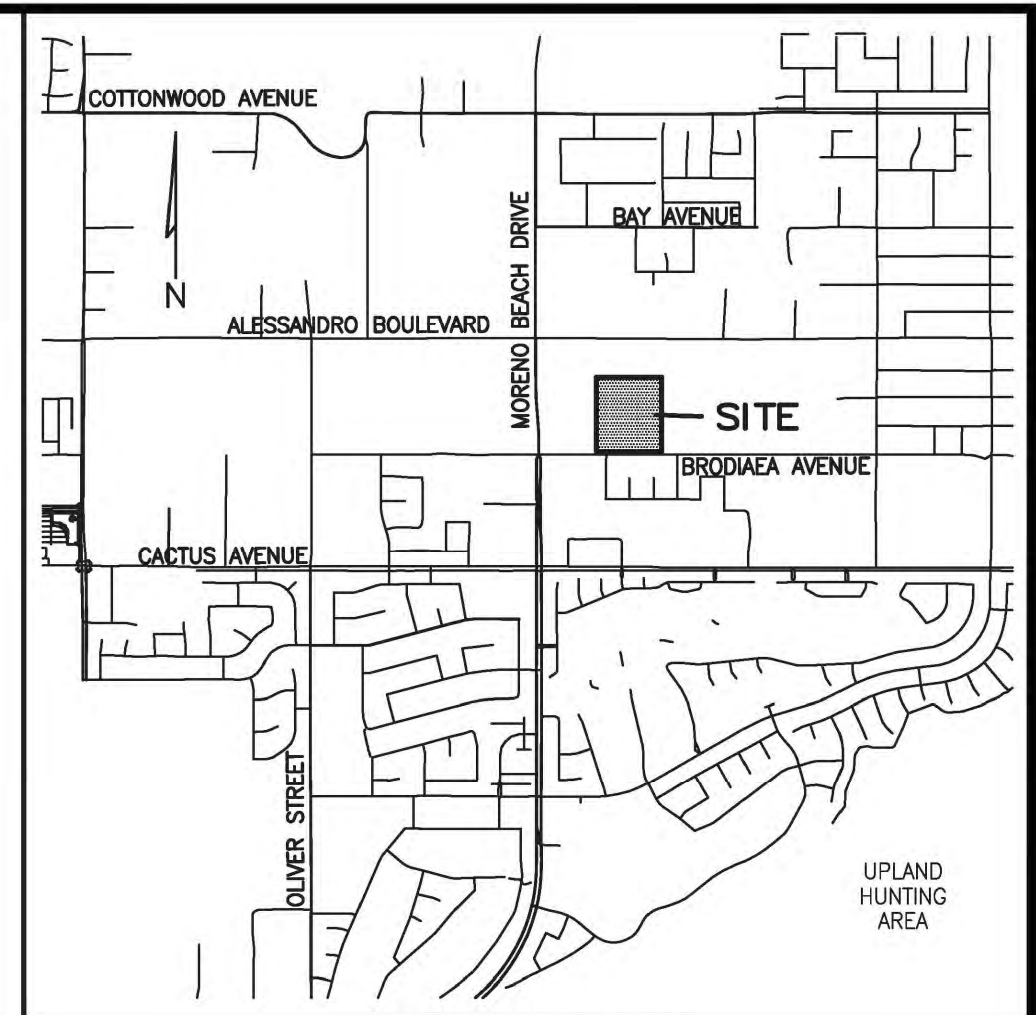 COTTONWOOD AVENUE
MORENO BEACH DRIVE
BAY AVENUE
N
ALESSANDRO BOULEVARD
SITE
BRODIAEA AVENUE
CACTUS AVENUE
OLIVER STREET
UPLAND
HUNTING
AREA